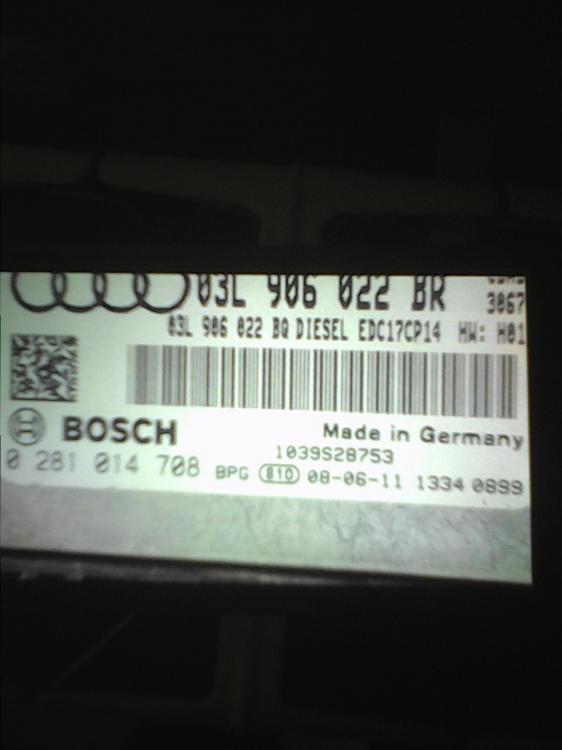 03L 906 022 BR
3067
03L 906 022 BQ DIESEL EDC17CP14 HW: H01
BOSCH
Made in Germany
1039S28753
0 281 014 708 BPG 810 08-06-11 1334 0899